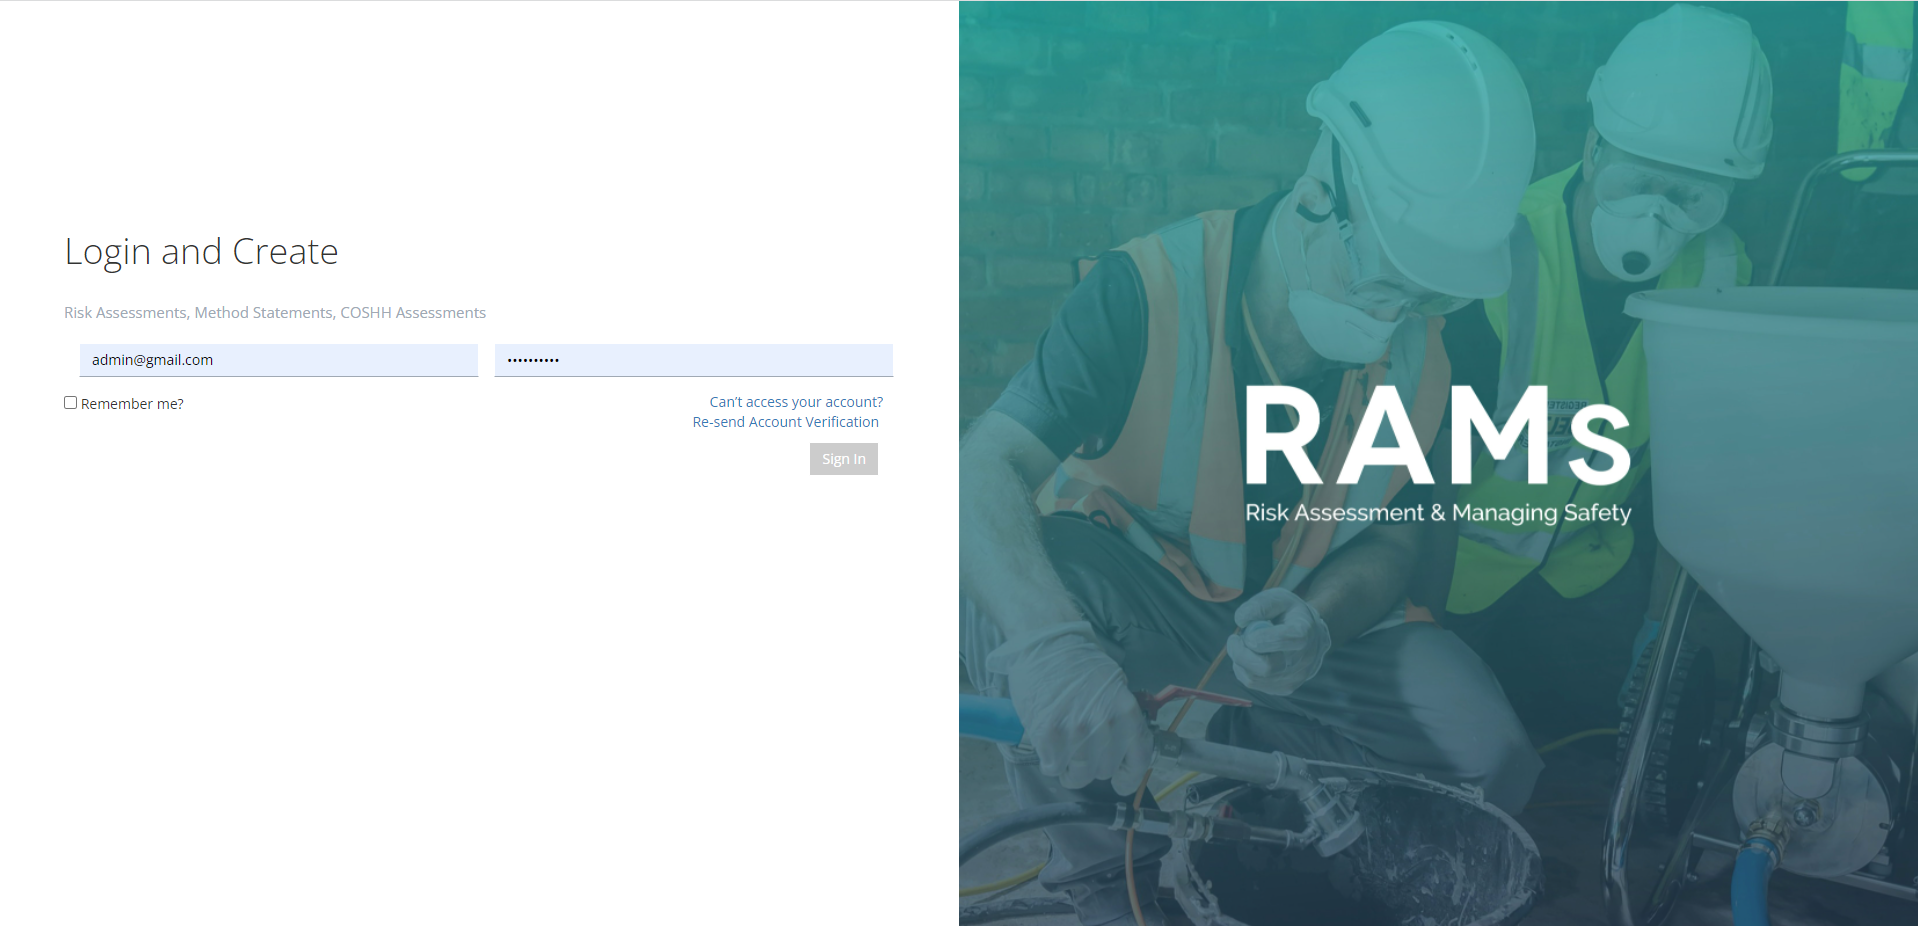 Login and Create
Risk Assessments, Method Statements, COSHH Assessments
admin@gmail.com
••••••••••
Remember me?
Can’t access your account?
Re-send Account Verification
Sign In
RAMs
Risk Assessment & Managing Safety